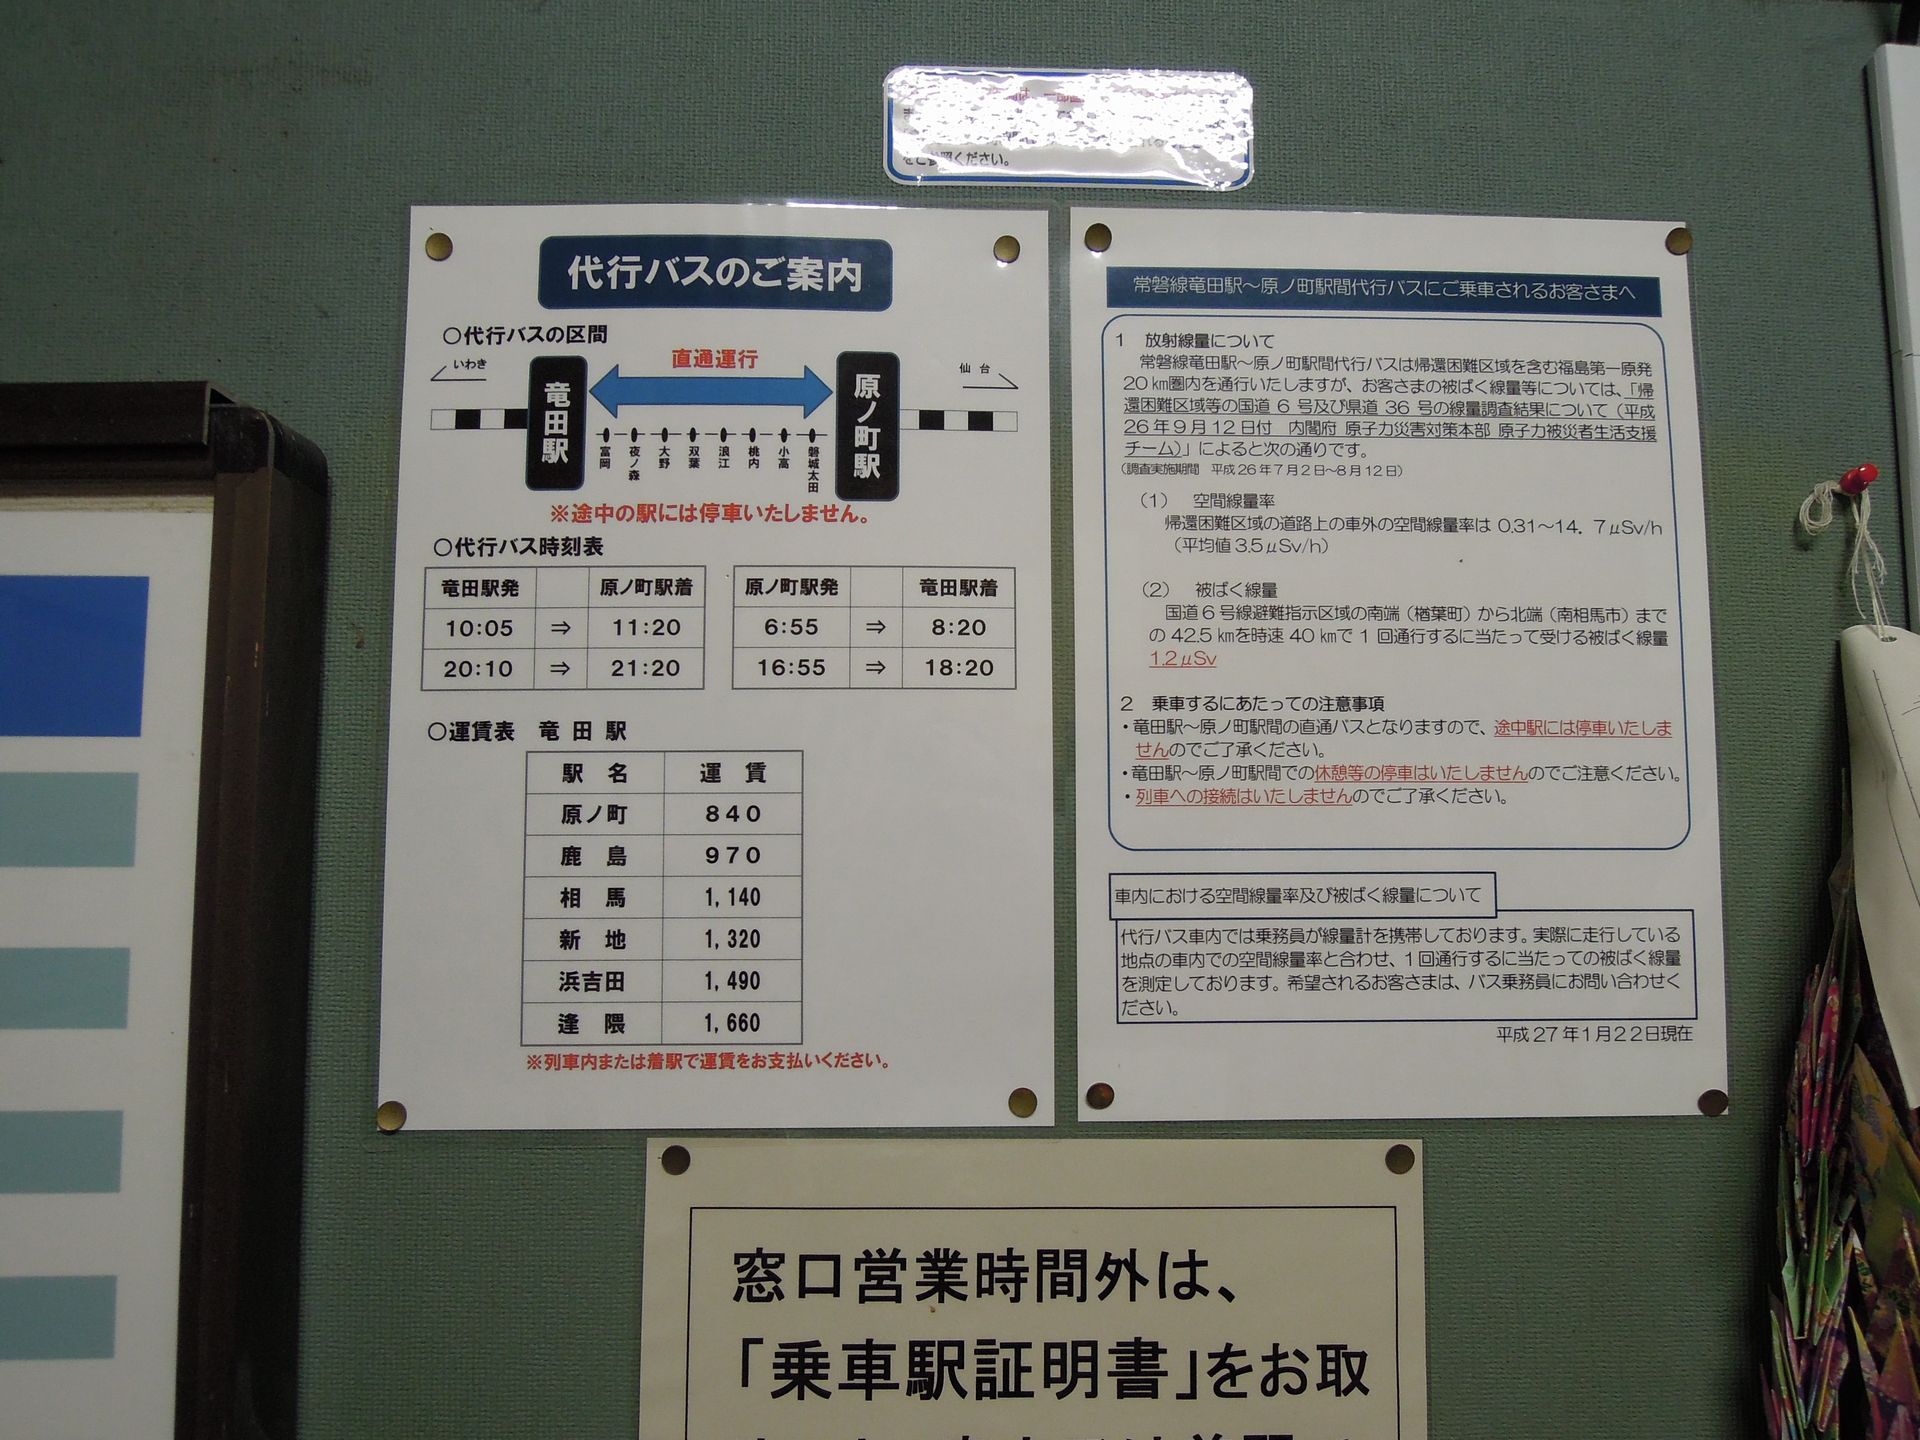 をご参照ください。
代行バスのご案内
○代行バスの区間
いわき
直通運行
仙台
竜田駅
原ノ町駅
富岡
夜ノ森
大野
双葉
浪江
桃内
小高
磐城太田
※途中の駅には停車いたしません。
○代行バス時刻表
竜田駅発 原ノ町駅着
10:05 ⇒ 11:20
20:10 ⇒ 21:20
原ノ町駅発 竜田駅着
6:55 ⇒ 8:20
16:55 ⇒ 18:20
○運賃表 竜田駅
駅名 運賃
原ノ町 840
鹿島 970
相馬 1,140
新地 1,320
浜吉田 1,490
逢隈 1,660
※列車内または着駅で運賃をお支払いください。
常磐線竜田駅～原ノ町駅間代行バスにご乗車されるお客さまへ
1 放射線量について
常磐線竜田駅～原ノ町駅間代行バスは帰還困難区域を含む福島第一原発
20km圏内を通行いたしますが、お客さまの被ばく線量等については、「帰
還困難区域等の国道6号及び県道36号の線量調査結果について（平成
26年9月12日付 内閣府 原子力災害対策本部 原子力被災者生活支援
チーム）」によると次の通りです。
（調査実施期間 平成26年7月2日～8月12日）
（1） 空間線量率
帰還困難区域の道路上の車外の空間線量率は 0.31～14．7μSv/h
（平均値3.5μSv/h）
（2） 被ばく線量
国道6号線避難指示区域の南端（楢葉町）から北端（南相馬市）まで
の42.5kmを時速40kmで1回通行するに当たって受ける被ばく線量
1.2μSv
2 乗車するにあたっての注意事項
・竜田駅～原ノ町駅間の直通バスとなりますので、途中駅には停車いたしま
せんのでご了承ください。
・竜田駅～原ノ町駅間での休憩等の停車はいたしませんのでご注意ください。
・列車への接続はいたしませんのでご了承ください。
車内における空間線量率及び被ばく線量について
代行バス車内では乗務員が線量計を携帯しております。実際に走行している
地点の車内での空間線量率と合わせ、1回通行するに当たっての被ばく線量
を測定しております。希望されるお客さまは、バス乗務員にお問い合わせく
ださい。
平成27年1月22日現在
窓口営業時間外は、
「乗車駅証明書」をお取